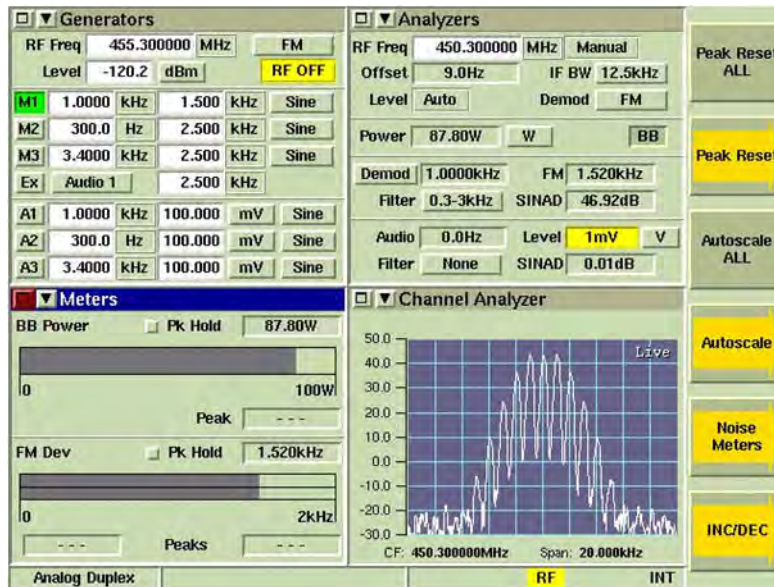 Generators
RF Freq 455.300000 MHz FM
Level -120.2 dBm RF OFF
M1 1.0000 kHz 1.500 kHz Sine
M2 300.0 Hz 2.500 kHz Sine
M3 3.4000 kHz 2.500 kHz Sine
Ex Audio 1 2.500 kHz
A1 1.0000 kHz 100.000 mV Sine
A2 300.0 Hz 100.000 mV Sine
A3 3.4000 kHz 100.000 mV Sine
Analyzers
RF Freq 450.300000 MHz Manual
Offset 9.0Hz IF BW 12.5kHz
Level Auto Demod FM
Power 87.80W W BB
Demod 1.0000kHz FM 1.520kHz
Filter 0.3-3kHz SINAD 46.92dB
Audio 0.0Hz Level 1mV V
Filter None SINAD 0.01dB
Meters
BB Power Pk Hold 87.80W
0 100W
Peak - - -
FM Dev Pk Hold 1.520kHz
0 2kHz
- - - Peaks - - -
Channel Analyzer
Live
50.0
40.0
30.0
20.0
10.0
0.0
-10.0
-20.0
-30.0
CF: 450.300000MHz Span: 20.000kHz
Peak Reset
ALL
Peak Reset
Autoscale
ALL
Autoscale
Noise
Meters
INC/DEC
Analog Duplex RF INT